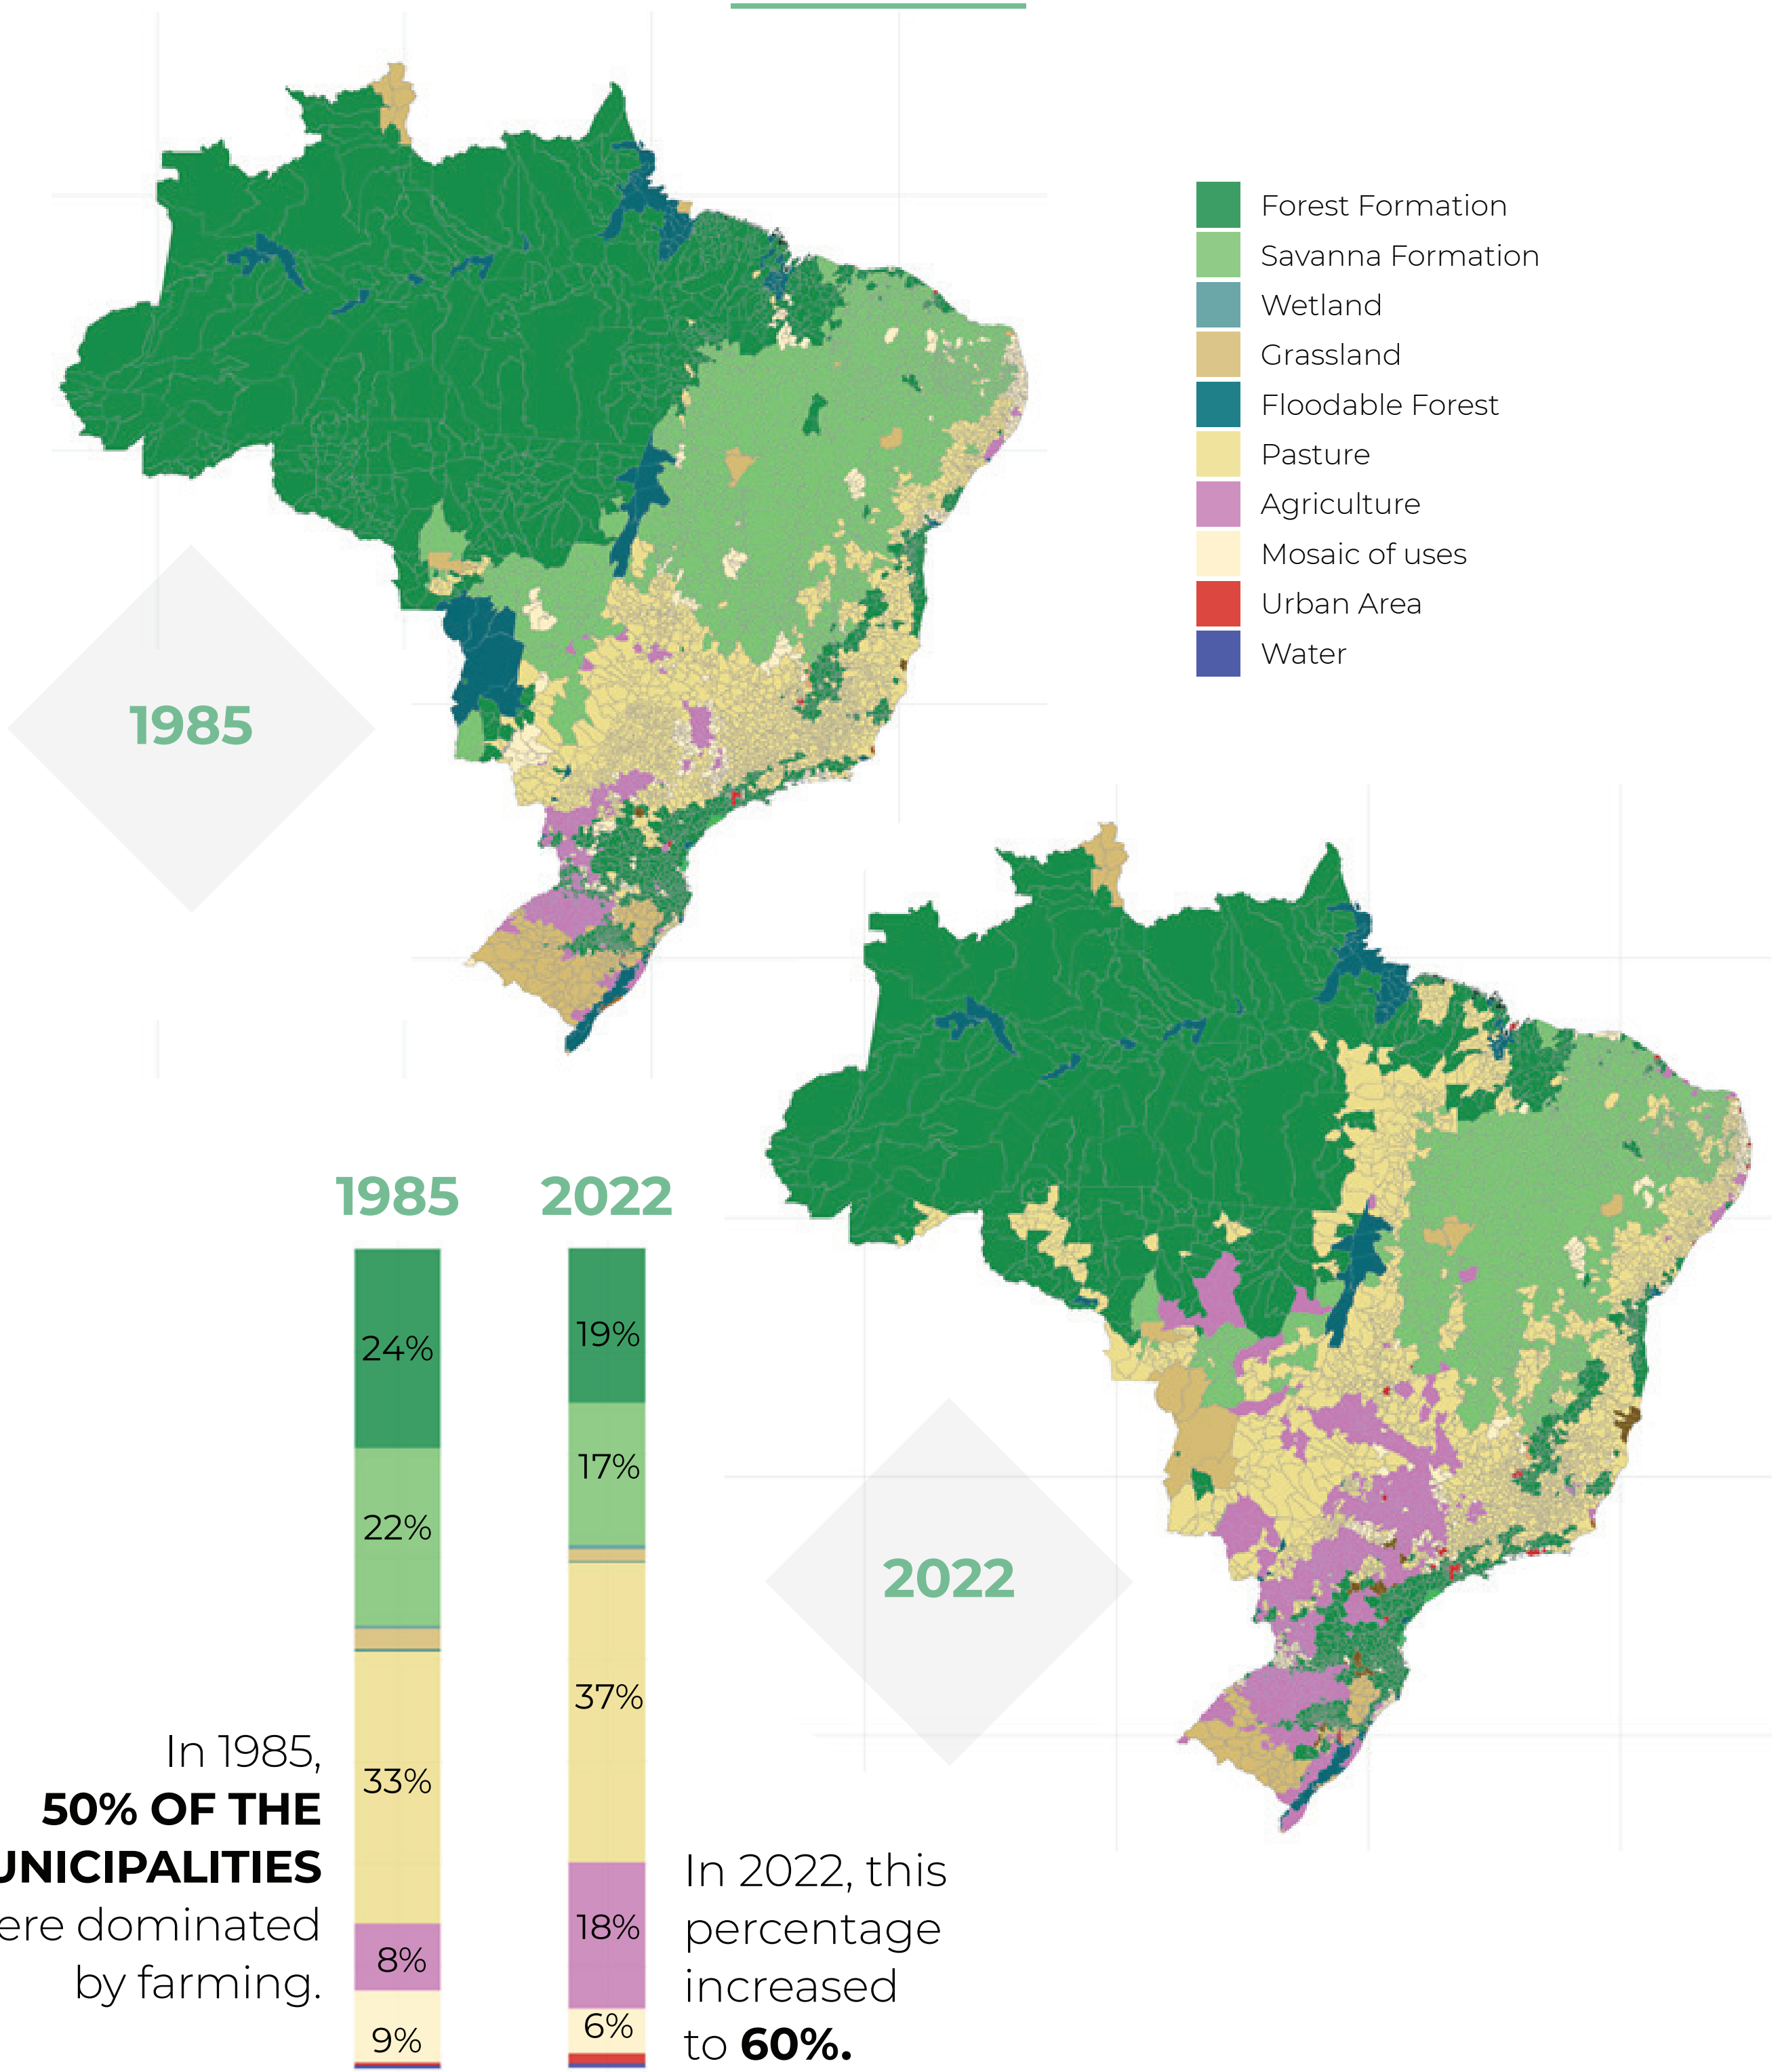 Forest Formation
Savanna Formation
Wetland
Grassland
Floodable Forest
Pasture
Agriculture
Mosaic of uses
Urban Area
Water
1985
2022
1985
24%
22%
33%
8%
9%
2022
19%
17%
37%
18%
6%
In 1985,
50% OF THE
UNICIPALITIES
ere dominated
by farming.
In 2022, this
percentage
increased
to 60%.